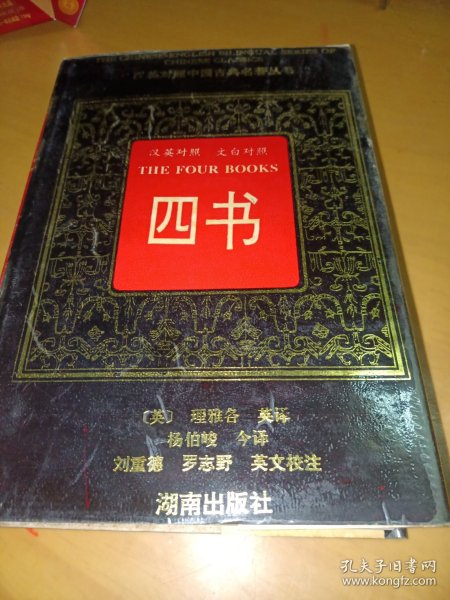 THE CHINESE-ENGLISH BILINGUAL SERIES OF
CHINESE CLASSICS
汉英对照中国古典名著丛书
汉英对照 文白对照
THE FOUR BOOKS
四书
〔英〕 理雅各 英译
杨伯峻 今译
刘重德 罗志野 英文校注
湖南出版社
孔夫子旧书网
www.kongfz.com